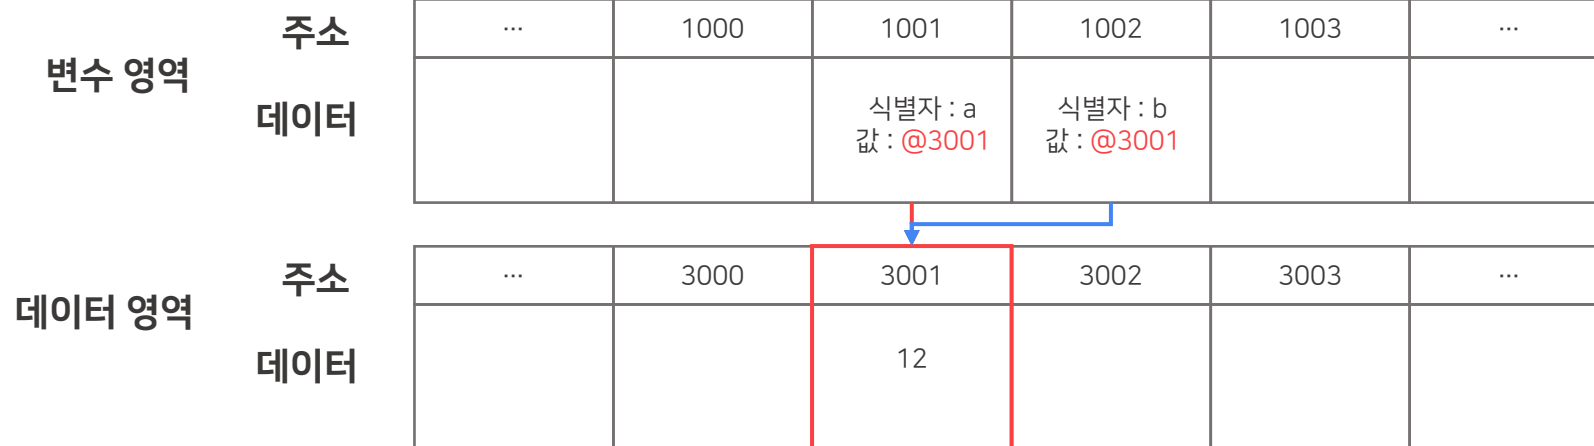 변수 영역
주소
… 1000 1001 1002 1003 …
데이터
식별자 : a
값 : @3001
식별자 : b
값 : @3001
데이터 영역
주소
… 3000 3001 3002 3003 …
데이터
12